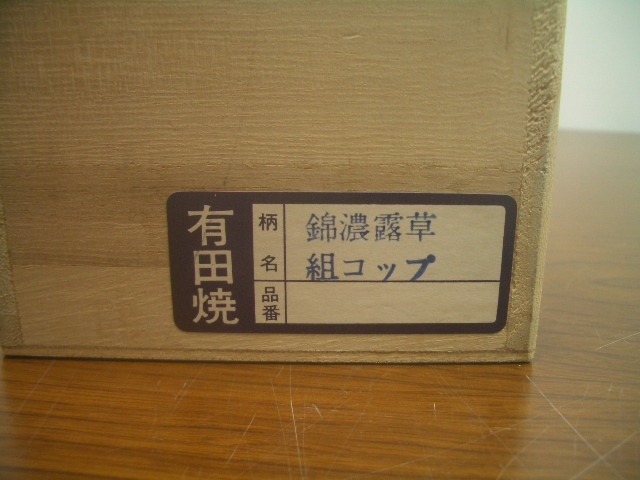 有田焼
柄名
錦濃露草
組コップ
品番